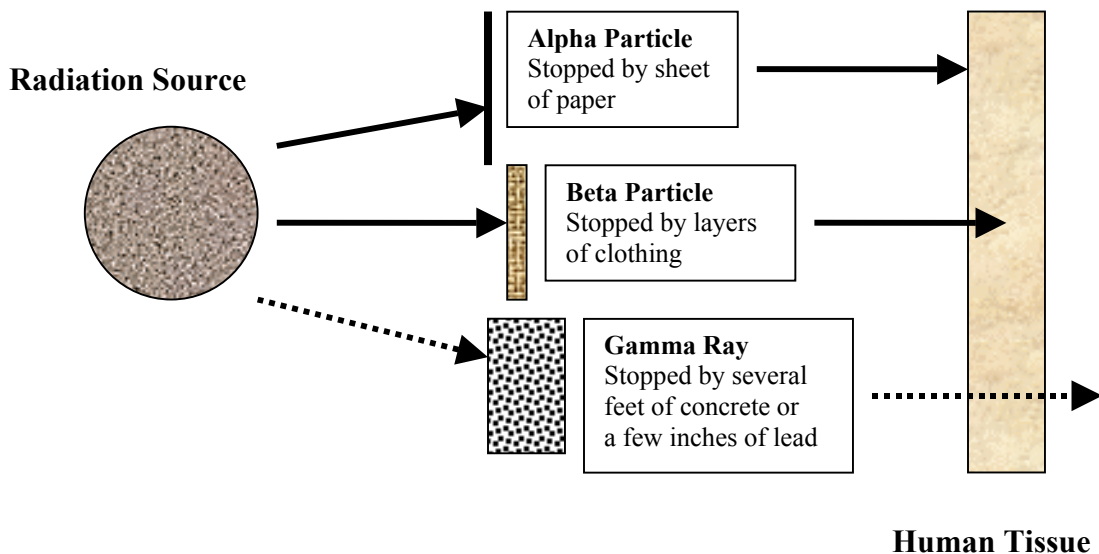 Radiation Source
Alpha Particle
Stopped by sheet
of paper
Beta Particle
Stopped by layers
of clothing
Gamma Ray
Stopped by several
feet of concrete or
a few inches of lead
Human Tissue